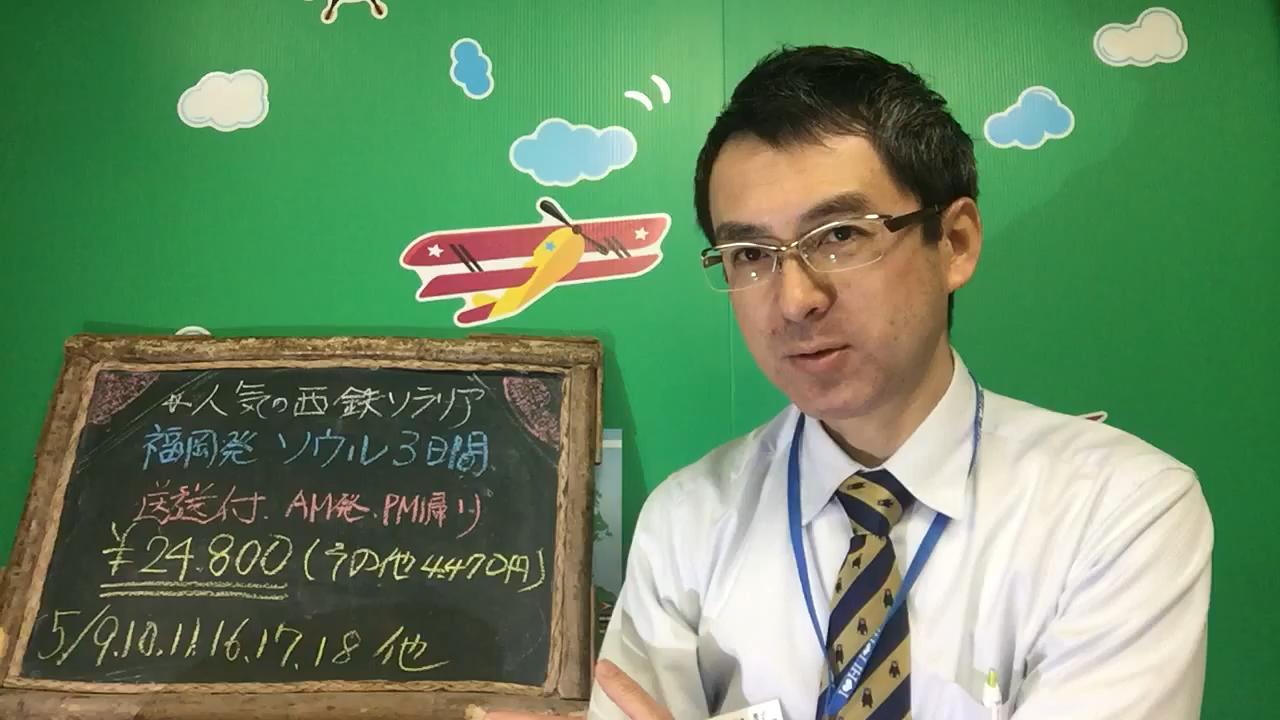 人気の西鉄ソラリア
福岡発 ソウル3日間
送迎付. AM発、PM帰り
¥24.800 (その他4.470円)
5/9.10.11.16.17.18 他
I ♥ HI